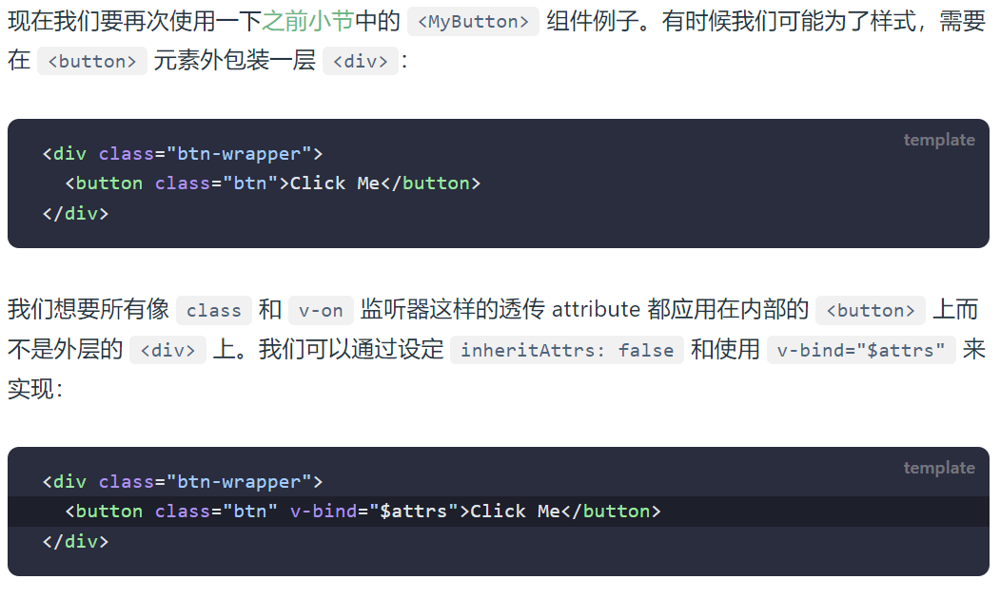 现在我们要再次使用一下之前小节中的 <MyButton> 组件例子。有时候我们可能为了样式，需要
在 <button> 元素外包装一层 <div>：
template
<div class="btn-wrapper">
  <button class="btn">Click Me</button>
</div>
我们想要所有像 class 和 v-on 监听器这样的透传 attribute 都应用在内部的 <button> 上而
不是外层的 <div> 上。我们可以通过设定 inheritAttrs: false 和使用 v-bind="$attrs" 来
实现：
template
<div class="btn-wrapper">
  <button class="btn" v-bind="$attrs">Click Me</button>
</div>